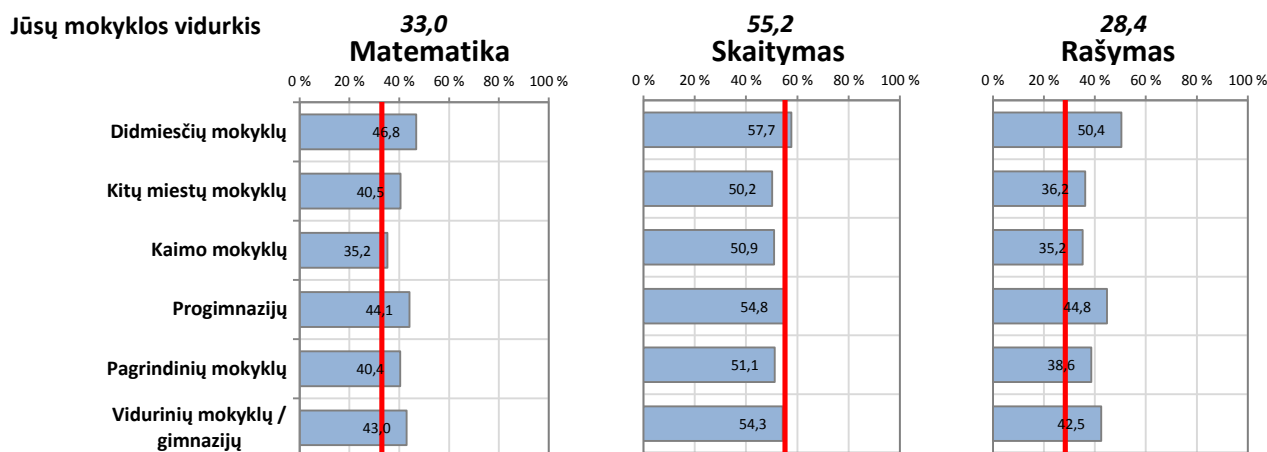 Jūsų mokyklos vidurkis 33,0 55,2 28,4
Matematika Skaitymas Rašymas
0 % 20 % 40 % 60 % 80 % 100 % 0 % 20 % 40 % 60 % 80 % 100 % 0 % 20 % 40 % 60 % 80 % 100 %
Didmiesčių mokyklų 46,8 57,7 50,4
Kitų miestų mokyklų 40,5 50,2 36,2
Kaimo mokyklų 35,2 50,9 35,2
Progimnazijų 44,1 54,8 44,8
Pagrindinių mokyklų 40,4 51,1 38,6
Vidurinių mokyklų /
gimnazijų 43,0 54,3 42,5